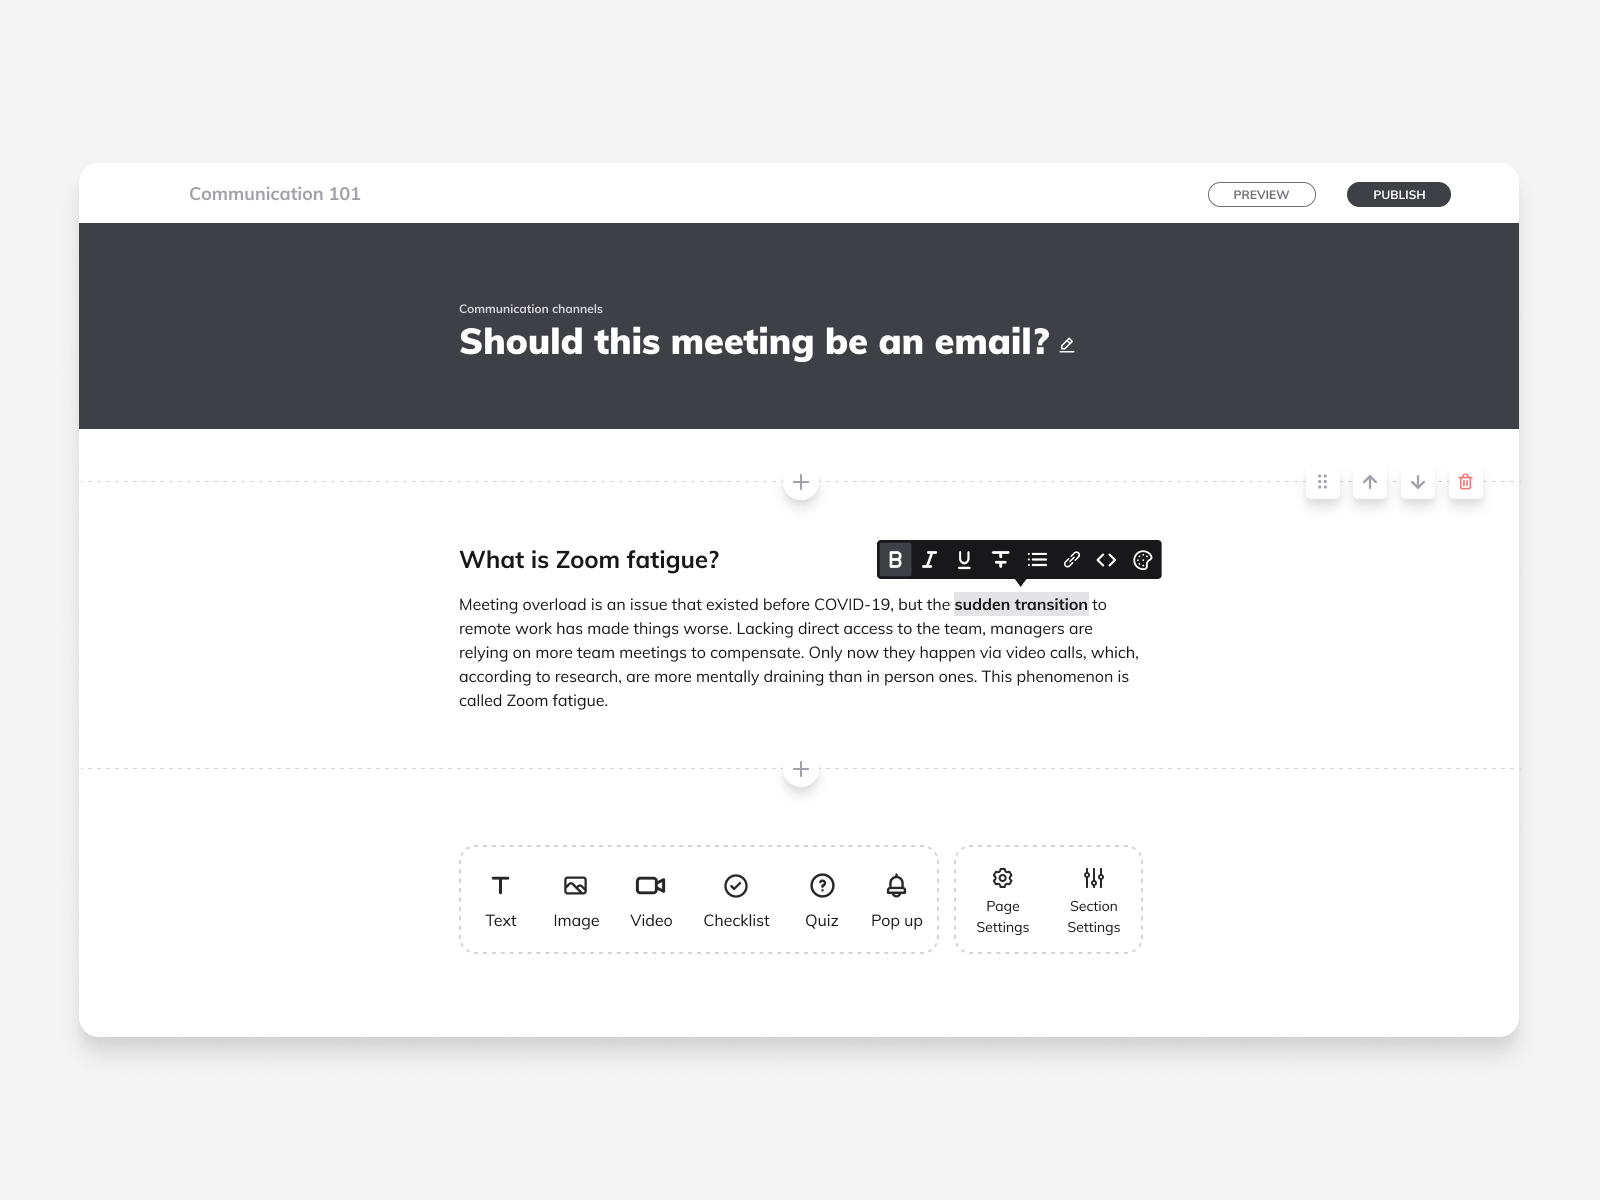 Communication 101
PREVIEW
PUBLISH
Communication channels
Should this meeting be an email?
What is Zoom fatigue?
Meeting overload is an issue that existed before COVID-19, but the sudden transition to
remote work has made things worse. Lacking direct access to the team, managers are
relying on more team meetings to compensate. Only now they happen via video calls, which,
according to research, are more mentally draining than in person ones. This phenomenon is
called Zoom fatigue.
Text
Image
Video
Checklist
Quiz
Pop up
Page
Settings
Section
Settings